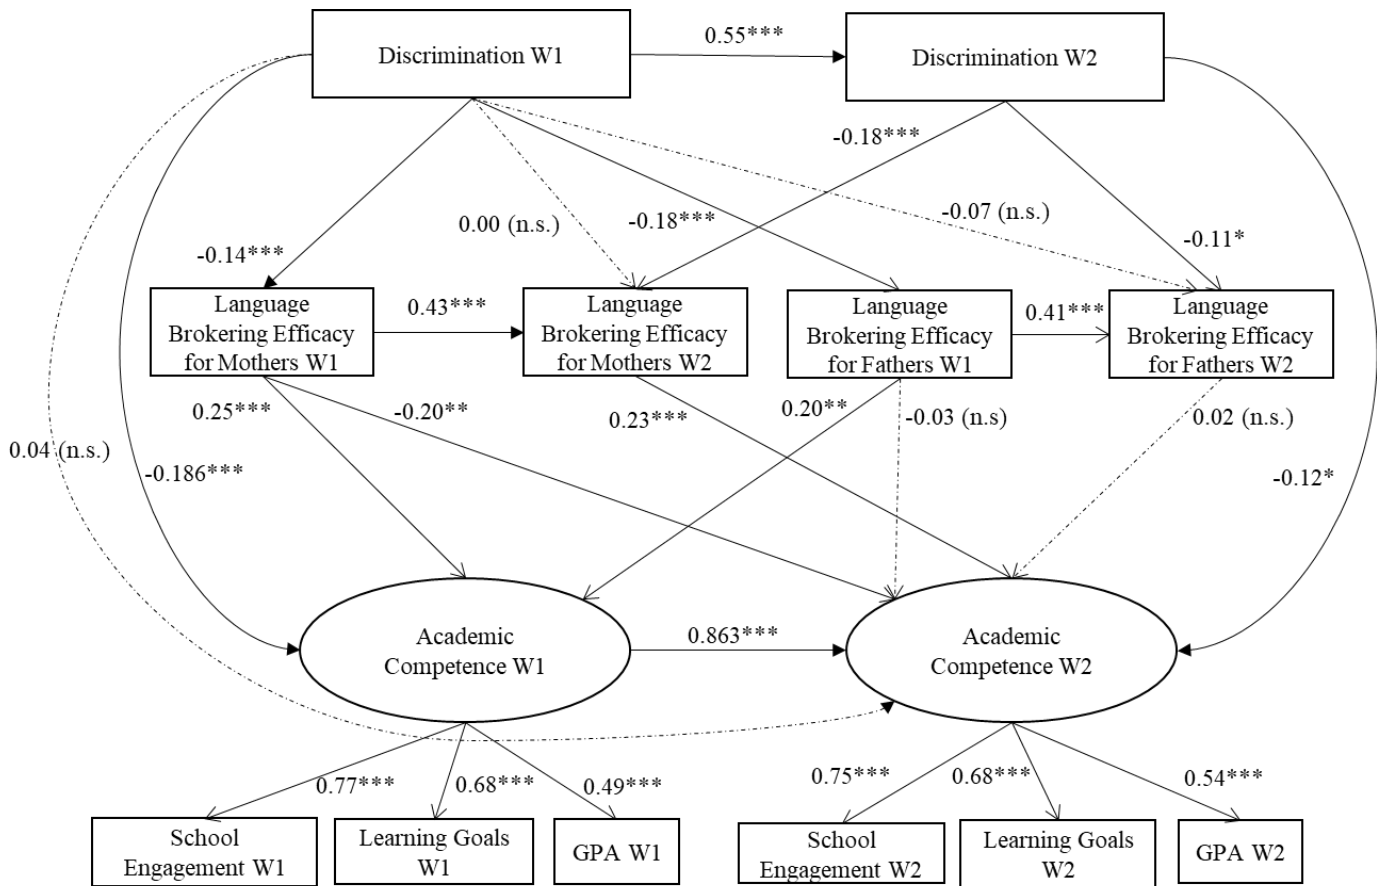 Discrimination W1
0.55***
Discrimination W2
-0.18***
0.00 (n.s.)
-0.18***
-0.07 (n.s.)
-0.14***
-0.11*
Language
Brokering Efficacy
for Mothers W1
0.43***
Language
Brokering Efficacy
for Mothers W2
Language
Brokering Efficacy
for Fathers W1
0.41***
Language
Brokering Efficacy
for Fathers W2
0.25***
-0.20**
0.23***
0.20**
-0.03 (n.s)
0.02 (n.s.)
0.04 (n.s.)
-0.186***
-0.12*
Academic
Competence W1
0.863***
Academic
Competence W2
0.77***
0.68***
0.49***
0.75***
0.68***
0.54***
School
Engagement W1
Learning Goals
W1
GPA W1
School
Engagement W2
Learning Goals
W2
GPA W2